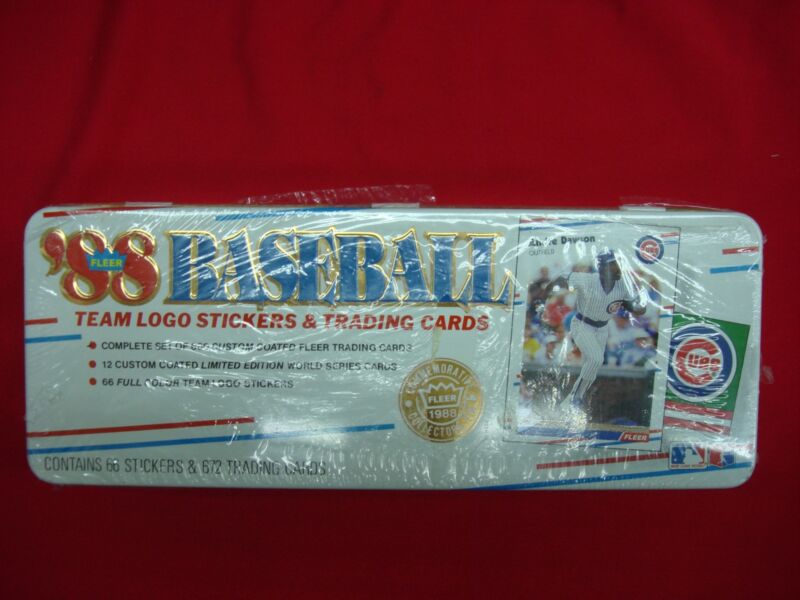 '88 BASEBALL
FLEER
TEAM LOGO STICKERS & TRADING CARDS
COMPLETE SET OF 660 CUSTOM COATED FLEER TRADING CARDS
12 CUSTOM COATED LIMITED EDITION WORLD SERIES CARDS
66 FULL COLOR TEAM LOGO STICKERS
CONTAINS 66 STICKERS & 672 TRADING CARDS
COMMEMORATIVE
FLEER
1988
Andre Dawson
OUTFIELD
CUBS
FLEER
CUBS